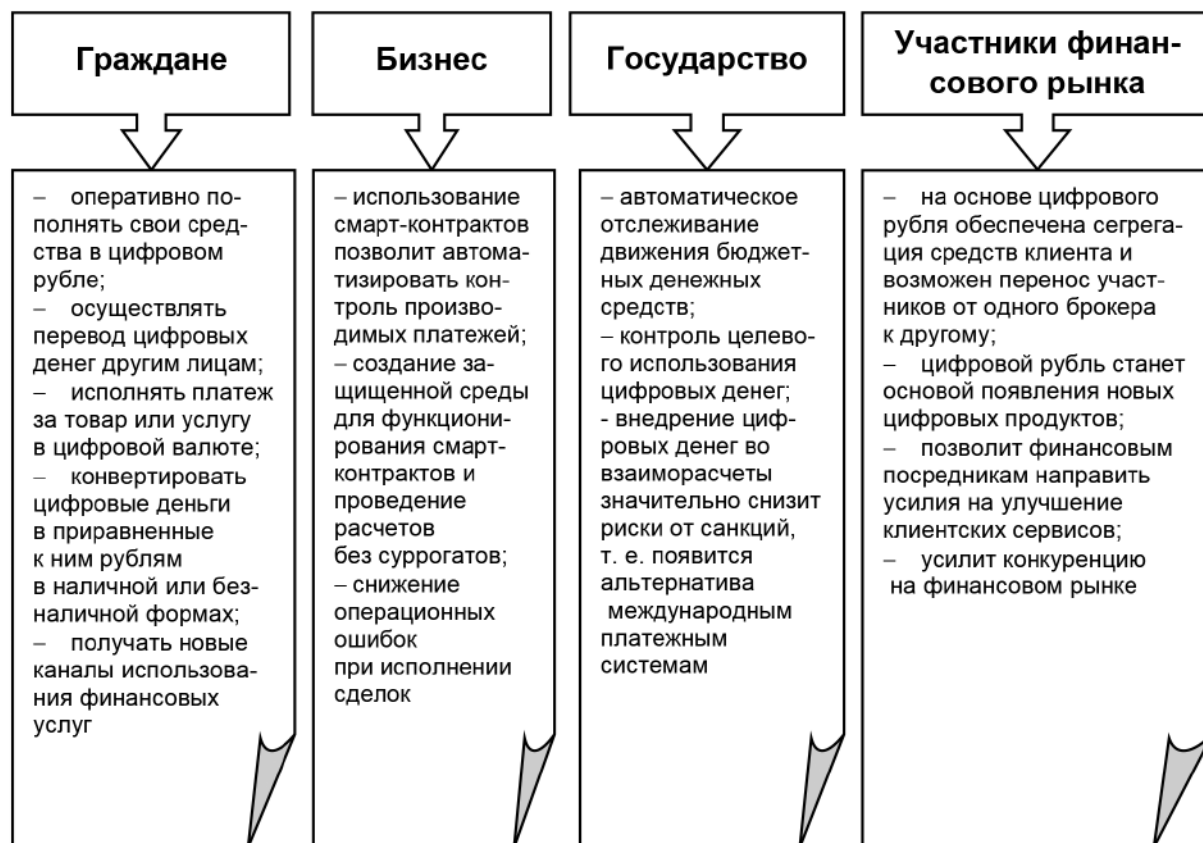 Граждане
– оперативно по-
полнять свои сред-
ства в цифровом
рубле;
– осуществлять
перевод цифровых
денег другим лицам;
– исполнять платеж
за товар или услугу
в цифровой валюте;
– конвертировать
цифровые деньги
в приравненные
к ним рублям
в наличной или без-
наличной формах;
– получать новые
каналы использова-
ния финансовых
услуг
Бизнес
– использование
смарт-контрактов
позволит автома-
тизировать кон-
троль произво-
димых платежей;
– создание за-
щищенной среды
для функциони-
рования смарт-
контрактов и
проведение
расчетов
без суррогатов;
– снижение
операционных
ошибок
при исполнении
сделок
Государство
– автоматическое
отслеживание
движения бюджет-
ных денежных
средств;
– контроль целево-
го использования
цифровых денег;
- внедрение циф-
ровых денег во
взаиморасчеты
значительно снизит
риски от санкций,
т. е. появится
альтернатива
международным
платежным
системам
Участники финан-
сового рынка
– на основе цифрового
рубля обеспечена сегрега-
ция средств клиента и
возможен перенос участ-
ников от одного брокера
к другому;
– цифровой рубль станет
основой появления новых
цифровых продуктов;
– позволит финансовым
посредникам направить
усилия на улучшение
клиентских сервисов;
– усилит конкуренцию
на финансовом рынке